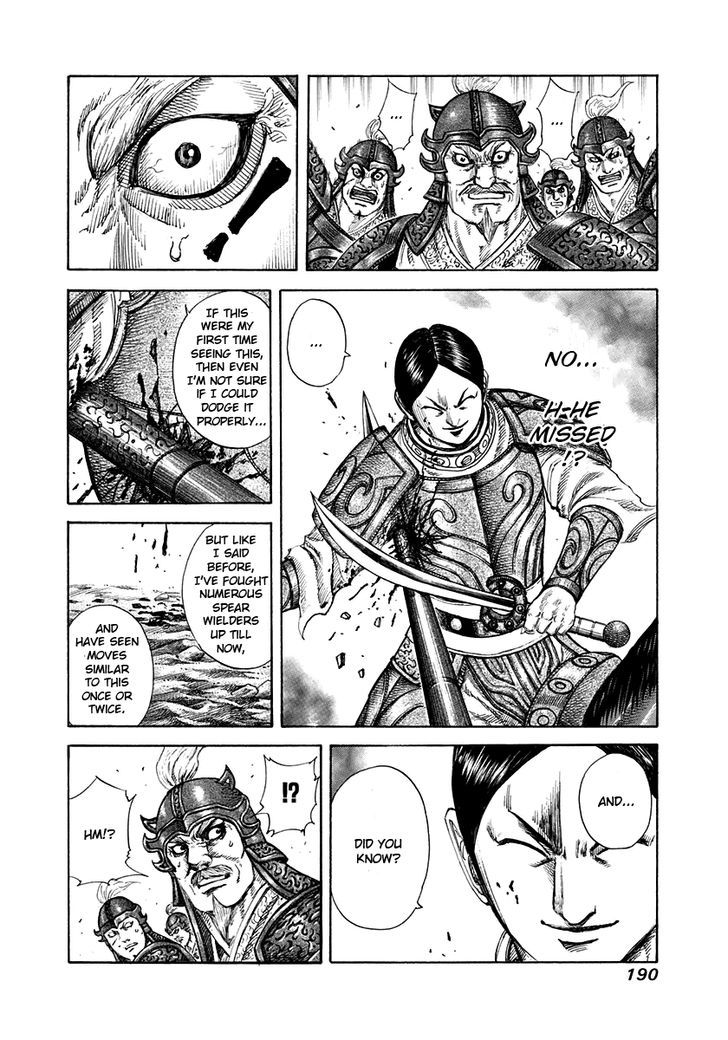 ...
...
NO...
H-HE
MISSED
!?
...
IF THIS
WERE MY
FIRST TIME
SEEING THIS,
THEN EVEN
I'M NOT SURE
IF I COULD
DODGE IT
PROPERLY...
BUT LIKE
I SAID
BEFORE,
I'VE FOUGHT
NUMEROUS
SPEAR
WIELDERS
UP TILL
NOW,
AND
HAVE SEEN
MOVES
SIMILAR
TO THIS
ONCE OR
TWICE.
AND...
DID YOU
KNOW?
!?
HM!?
190